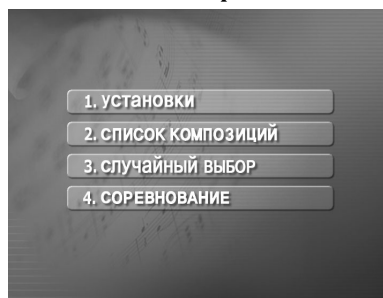 1. УСТАНОВКИ
2. СПИСОК КОМПОЗИЦИЙ
3. СЛУЧАЙНЫЙ ВЫБОР
4. СОРЕВНОВАНИЕ